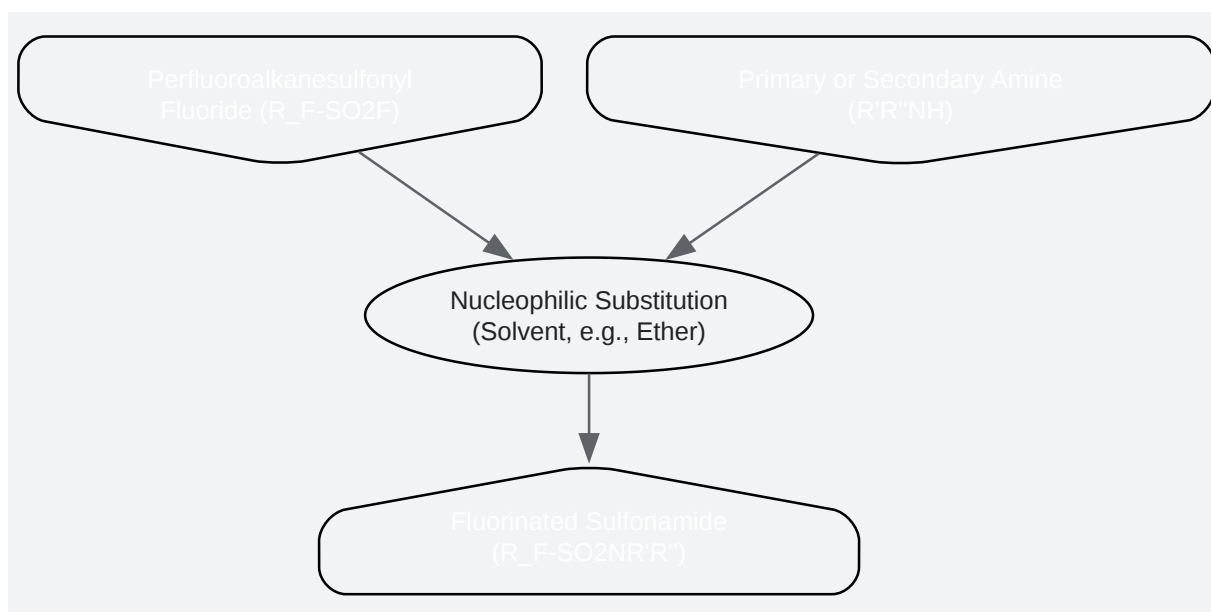 Perfluoroalkanesulfonyl
Fluoride (R_F-SO2F)
Primary or Secondary Amine
(R'R''NH)
Nucleophilic Substitution
(Solvent, e.g., Ether)
Fluorinated Sulfonamide
(R_F-SO2NR'R'')